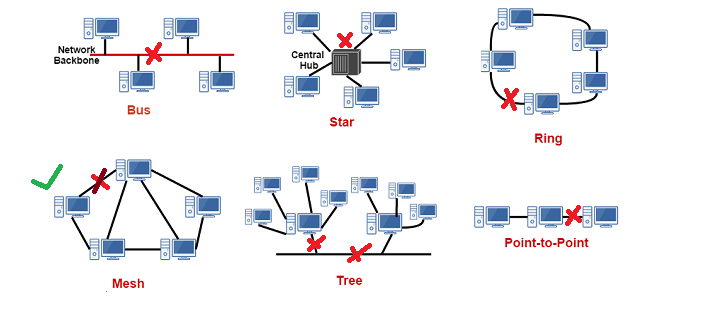 Network
Backbone
Bus
Central
Hub
Star
Ring
Mesh
Tree
Point-to-Point